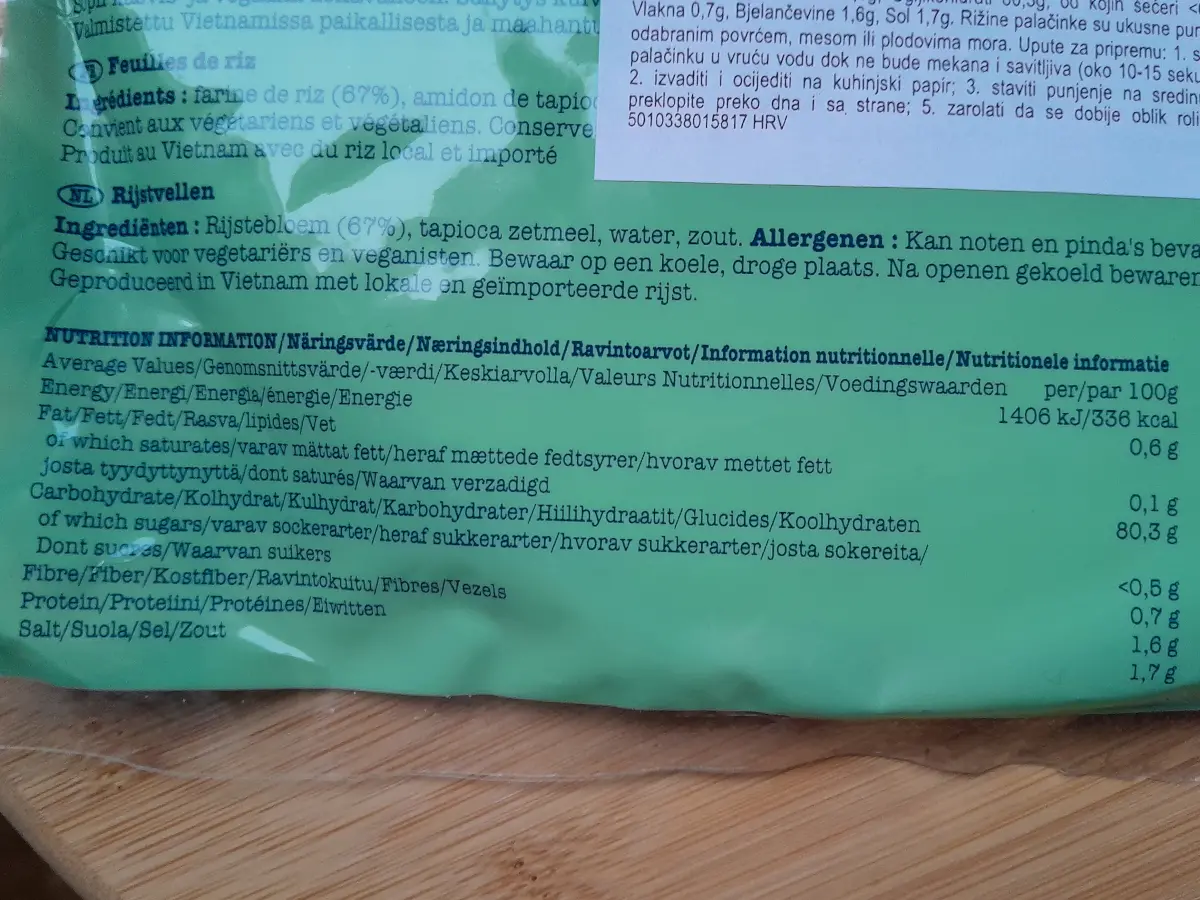 Valmistettu Vietnamissa paikallisesta ja maahantu
Feuilles de riz
Ingrédients : farine de riz (67%), amidon de tapioc
Convient aux végétariens et végétaliens. Conserve
Produit au Vietnam avec du riz local et importé
NL Rijstvellen
Ingrediënten : Rijstebloem (67%), tapioca zetmeel, water, zout. Allergenen : Kan noten en pinda's beva
Geschikt voor vegetariërs en veganisten. Bewaar op een koele, droge plaats. Na openen gekoeld bewaren
Geproduceerd in Vietnam met lokale en geïmporteerde rijst.
šećeri
Vlakna 0,7g, Bjelančevine 1,6g, Sol 1,7g. Rižine palačinke su ukusne pun
odabranim povrćem, mesom ili plodovima mora. Upute za pripremu: 1. s
palačinku u vruću vodu dok ne bude mekana i savitljiva (oko 10-15 seku
2. izvaditi i ocijediti na kuhinjski papir; 3. staviti punjenje na sredin
preklopite preko dna i sa strane; 5. zarolati da se dobije oblik roli
5010338015817 HRV
NUTRITION INFORMATION/Näringsvärde/Næringsindhold/Ravintoarvot/Information nutritionnelle/Nutritionele informatie
Average Values/Genomsnittsvärde/-værdi/Keskiarvolla/Valeurs Nutritionnelles/Voedingswaarden per/par 100g
Energy/Energi/Energia/énergie/Energie 1406 kJ/336 kcal
Fat/Fett/Fedt/Rasva/lipides/Vet 0,6 g
of which saturates/varav mättat fett/heraf mættede fedtsyrer/hvorav mettet fett
josta tyydyttynyttä/dont saturés/Waarvan verzadigd 0,1 g
Carbohydrate/Kolhydrat/Kulhydrat/Karbohydrater/Hiilihydraatit/Glucides/Koolhydraten 80,3 g
of which sugars/varav sockerarter/heraf sukkerarter/hvorav sukkerarter/josta sokereita/
Dont sucres/Waarvan suikers <0,5 g
Fibre/Fiber/Kostfiber/Ravintokuitu/Fibres/Vezels 0,7 g
Protein/Proteiini/Protéines/Eiwitten 1,6 g
Salt/Suola/Sel/Zout 1,7 g